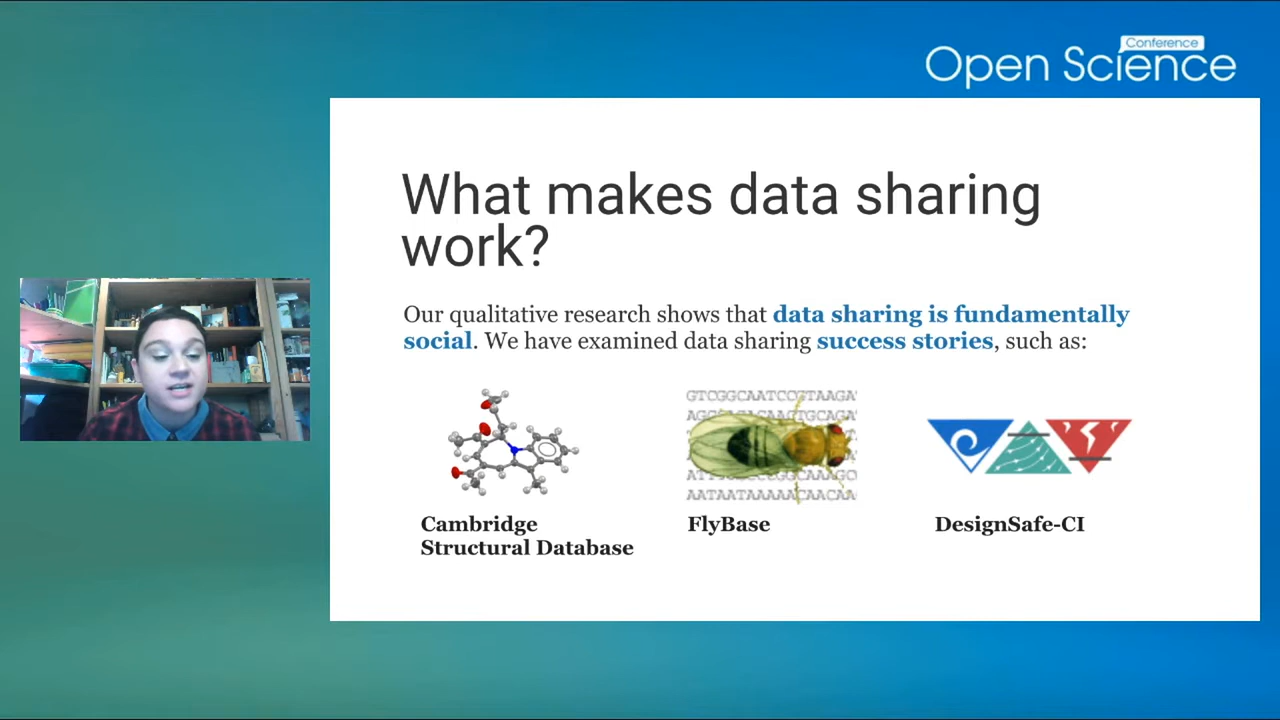 Conference
Open Science
What makes data sharing
work?
Our qualitative research shows that data sharing is fundamentally
social. We have examined data sharing success stories, such as:
Cambridge
Structural Database
FlyBase
DesignSafe-CI